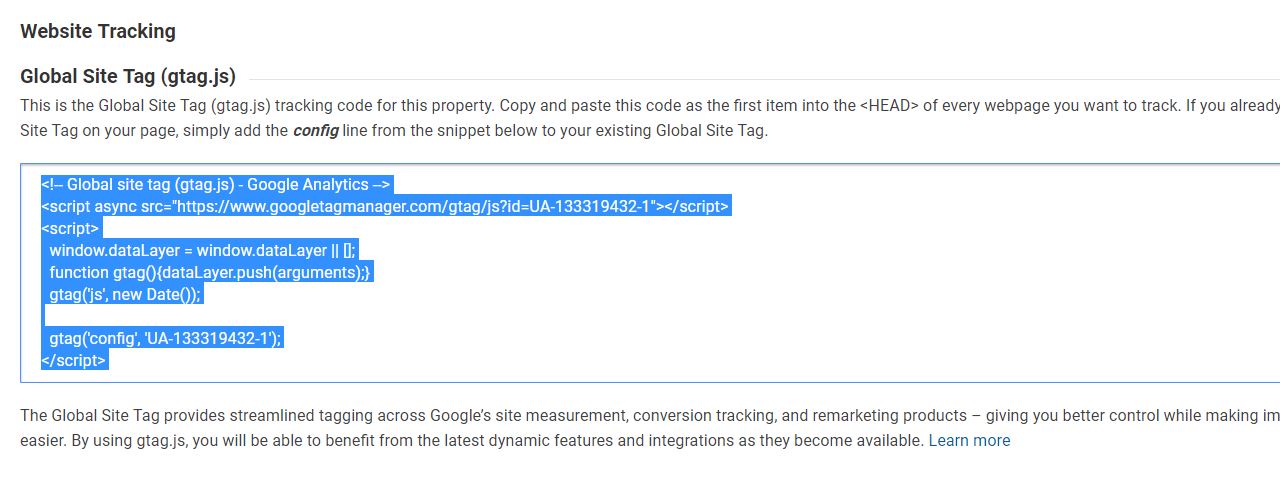 Website Tracking
Global Site Tag (gtag.js)
This is the Global Site Tag (gtag.js) tracking code for this property. Copy and paste this code as the first item into the <HEAD> of every webpage you want to track. If you already
Site Tag on your page, simply add the config line from the snippet below to your existing Global Site Tag.
<!-- Global site tag (gtag.js) - Google Analytics -->
<script async src="https://www.googletagmanager.com/gtag/js?id=UA-133319432-1"></script>
<script>
window.dataLayer = window.dataLayer || [];
function gtag(){dataLayer.push(arguments);}
gtag('js', new Date());
gtag('config', 'UA-133319432-1');
</script>
The Global Site Tag provides streamlined tagging across Google’s site measurement, conversion tracking, and remarketing products – giving you better control while making im
easier. By using gtag.js, you will be able to benefit from the latest dynamic features and integrations as they become available. Learn more